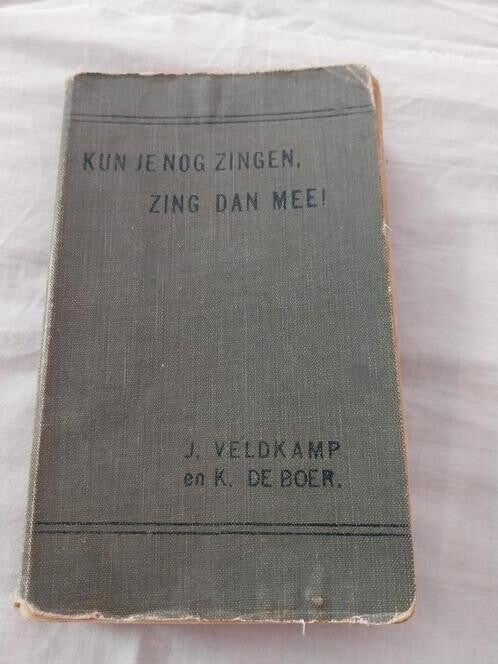 KUN JE NOG ZINGEN,
ZING DAN MEE!
J. VELDKAMP
en K. DE BOER.